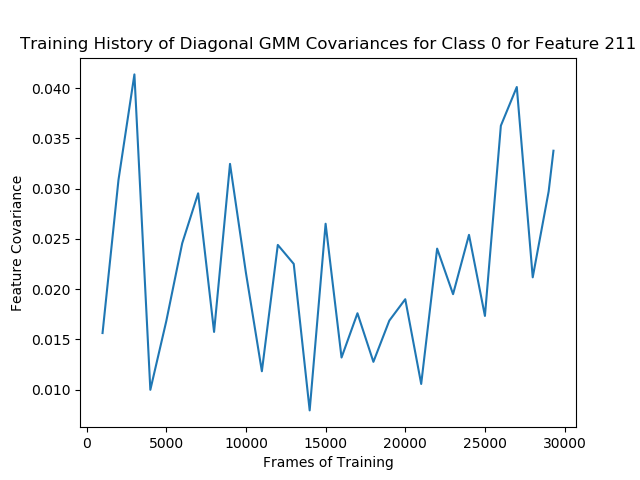 Training History of Diagonal GMM Covariances for Class 0 for Feature 211
0.040
0.035
0.030
0.025
0.020
0.015
0.010
Feature Covariance
0 5000 10000 15000 20000 25000 30000
Frames of Training